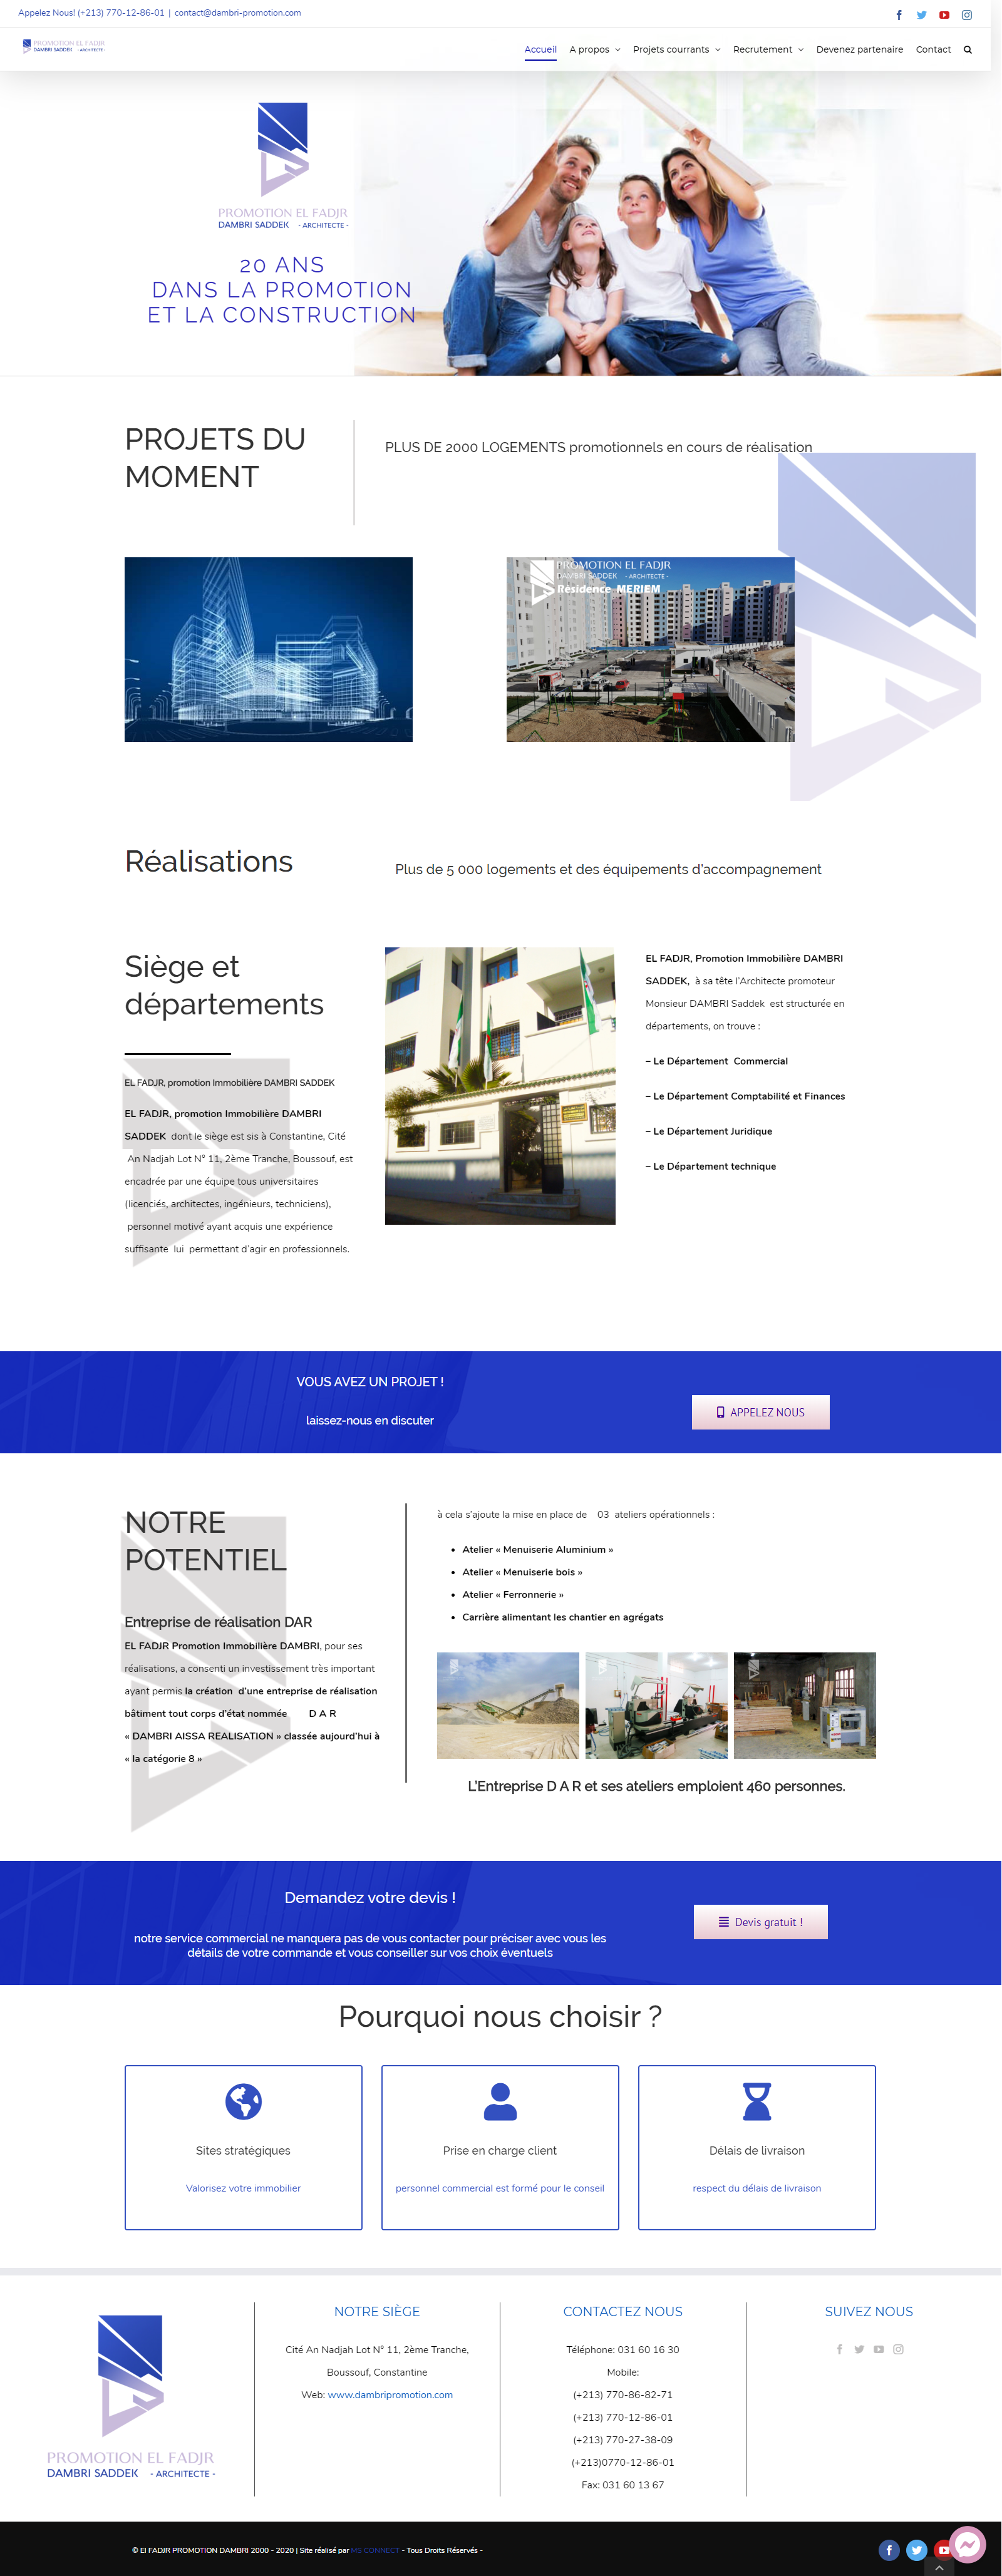 Appelez Nous! (+213) 770-12-86-01 | contact@dambri-promotion.com
PROMOTION EL FADJR
DAMBRI SADDEK - ARCHITECTE -
Accueil A propos Projets courrants Recrutement Devenez partenaire Contact
PROMOTION EL FADJR
DAMBRI SADDEK - ARCHITECTE -
20 ANS
DANS LA PROMOTION
ET LA CONSTRUCTION
PROJETS DU
MOMENT
PLUS DE 2000 LOGEMENTS promotionnels en cours de réalisation
PROMOTION EL FADJR
DAMBRI SADDEK - ARCHITECTE -
Résidence MERIEM
Réalisations
Plus de 5 000 logements et des équipements d'accompagnement
Siège et
départements
EL FADJR, promotion Immobilière DAMBRI SADDEK
EL FADJR, promotion Immobilière DAMBRI
SADDEK dont le siège est sis à Constantine, Cité
An Nadjah Lot N° 11, 2ème Tranche, Boussouf, est
encadrée par une équipe tous universitaires
(licenciés, architectes, ingénieurs, techniciens),
personnel motivé ayant acquis une expérience
suffisante lui permettant d'agir en professionnels.
EL FADJR, Promotion Immobilière DAMBRI
SADDEK, à sa tête l'Architecte promoteur
Monsieur DAMBRI Saddek est structurée en
départements, on trouve :
– Le Département Commercial
– Le Département Comptabilité et Finances
– Le Département Juridique
– Le Département technique
VOUS AVEZ UN PROJET !
laissez-nous en discuter
APPELEZ NOUS
NOTRE
POTENTIEL
Entreprise de réalisation DAR
EL FADJR Promotion Immobilière DAMBRI, pour ses
réalisations, a consenti un investissement très important
ayant permis la création d'une entreprise de réalisation
bâtiment tout corps d'état nommée D A R
« DAMBRI AISSA REALISATION » classée aujourd'hui à
« la catégorie 8 »
à cela s'ajoute la mise en place de 03 ateliers opérationnels :
• Atelier « Menuiserie Aluminium »
• Atelier « Menuiserie bois »
• Atelier « Ferronnerie »
• Carrière alimentant les chantier en agrégats
L'Entreprise D A R et ses ateliers emploient 460 personnes.
Demandez votre devis !
notre service commercial ne manquera pas de vous contacter pour préciser avec vous les
détails de votre commande et vous conseiller sur vos choix éventuels
Devis gratuit !
Pourquoi nous choisir ?
Sites stratégiques
Valorisez votre immobilier
Prise en charge client
personnel commercial est formé pour le conseil
Délais de livraison
respect du délais de livraison
PROMOTION EL FADJR
DAMBRI SADDEK - ARCHITECTE -
NOTRE SIÈGE
Cité An Nadjah Lot N° 11, 2ème Tranche,
Boussouf, Constantine
Web: www.dambripromotion.com
CONTACTEZ NOUS
Téléphone: 031 60 16 30
Mobile:
(+213) 770-86-82-71
(+213) 770-12-86-01
(+213) 770-27-38-09
(+213)0770-12-86-01
Fax: 031 60 13 67
SUIVEZ NOUS
© El FADJR PROMOTION DAMBRI 2000 - 2020 | Site réalisé par MS CONNECT - Tous Droits Réservés -